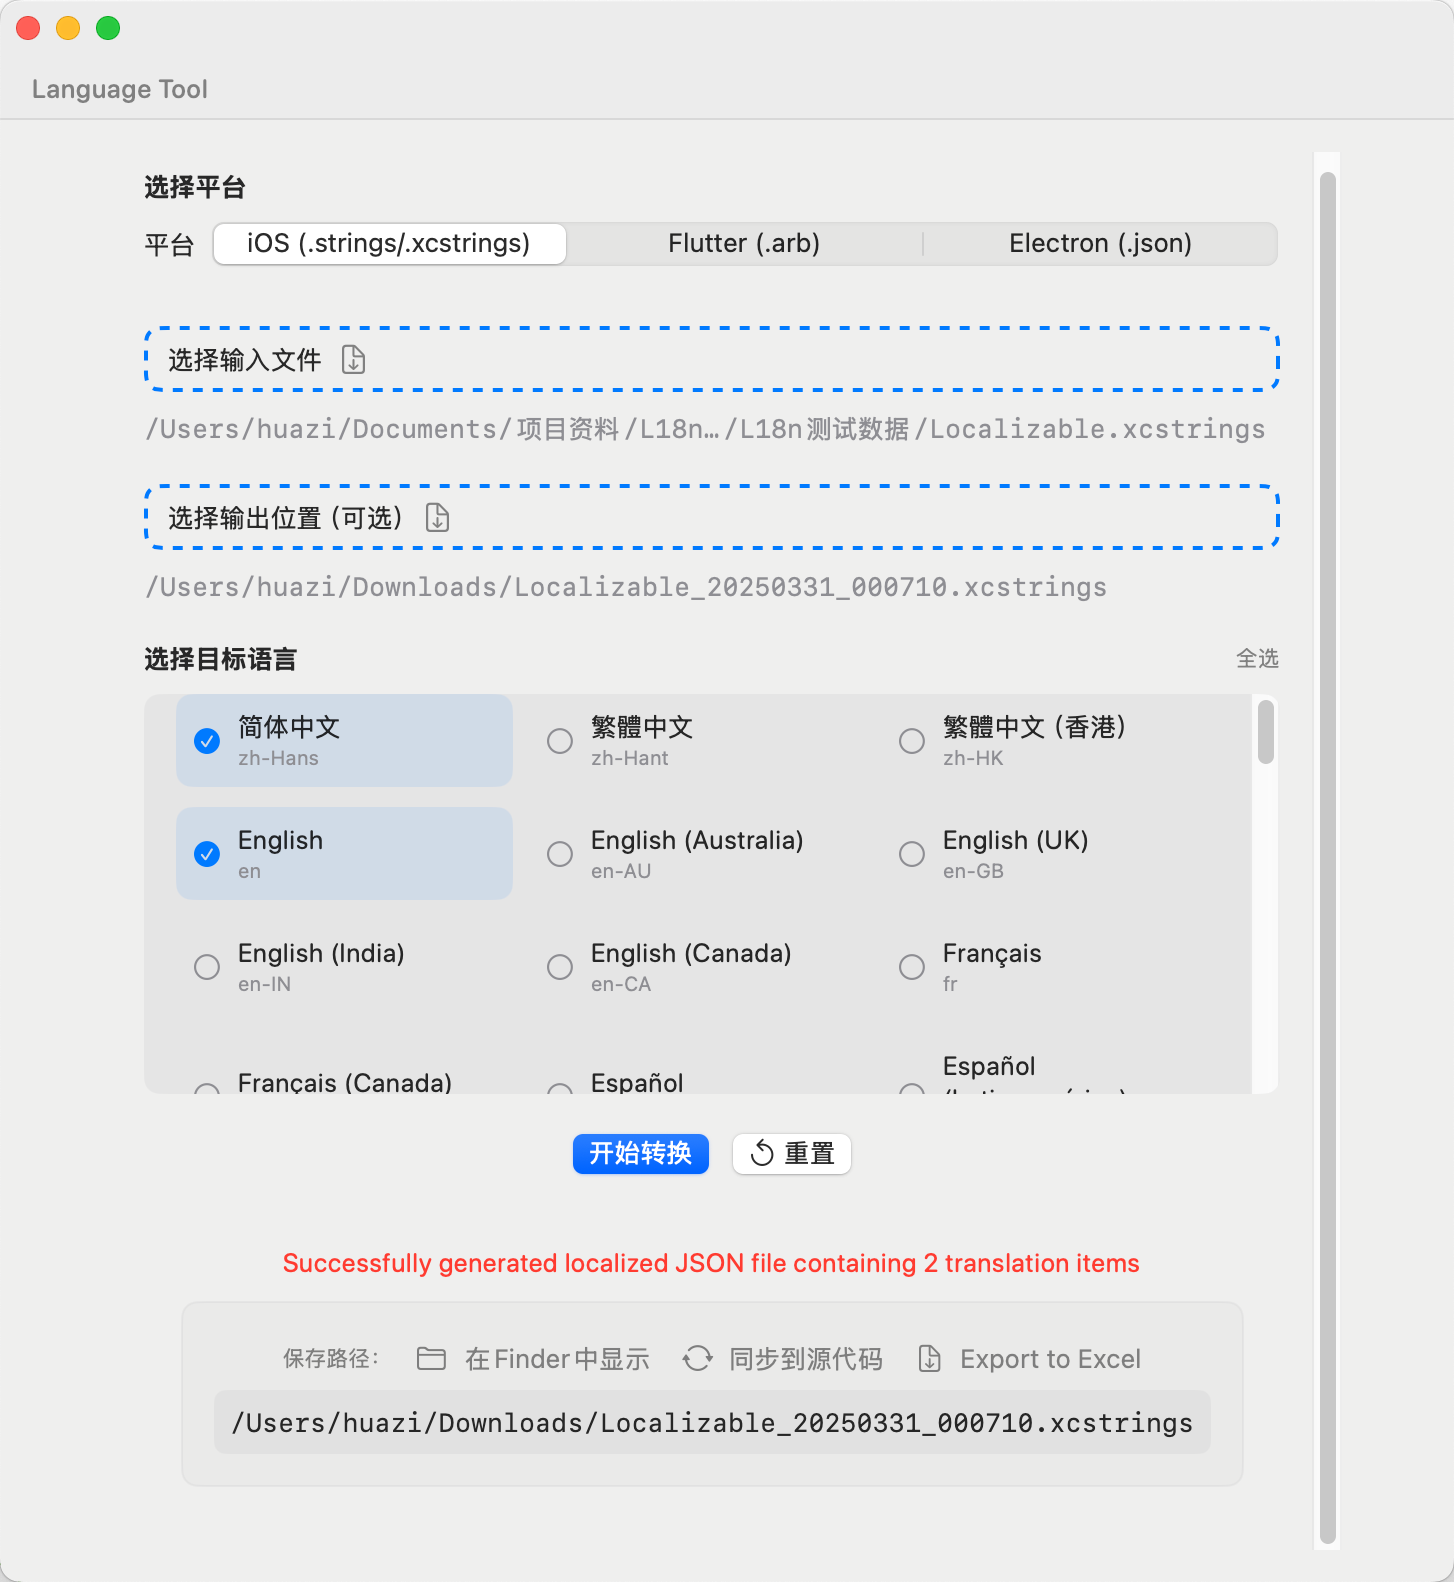 Language Tool
选择平台
平台 iOS (.strings/.xcstrings) Flutter (.arb) Electron (.json)
选择输入文件
/Users/huazi/Documents/项目资料/L18n…/L18n测试数据/Localizable.xcstrings
选择输出位置 (可选)
/Users/huazi/Downloads/Localizable_20250331_000710.xcstrings
选择目标语言 全选
简体中文 繁體中文 繁體中文 (香港)
zh-Hans zh-Hant zh-HK
English English (Australia) English (UK)
en en-AU en-GB
English (India) English (Canada) Français
en-IN en-CA fr
Español
Français (Canada) Español
开始转换 重置
Successfully generated localized JSON file containing 2 translation items
保存路径: 在Finder中显示 同步到源代码 Export to Excel
/Users/huazi/Downloads/Localizable_20250331_000710.xcstrings